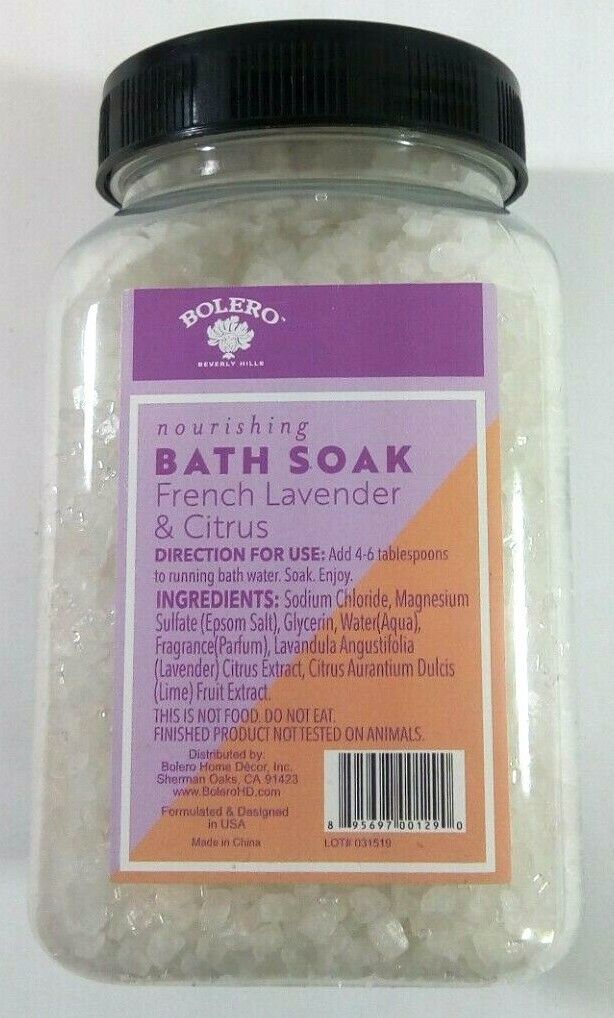 BOLERO™
BEVERLY HILLS
nourishing
BATH SOAK
French Lavender
& Citrus
DIRECTION FOR USE: Add 4-6 tablespoons
to running bath water. Soak. Enjoy.
INGREDIENTS: Sodium Chloride, Magnesium
Sulfate (Epsom Salt), Glycerin, Water(Aqua),
Fragrance(Parfum), Lavandula Angustifolia
(Lavender) Citrus Extract, Citrus Aurantium Dulcis
(Lime) Fruit Extract.
THIS IS NOT FOOD. DO NOT EAT.
FINISHED PRODUCT NOT TESTED ON ANIMALS.
Distributed by:
Bolero Home Décor, Inc.
Sherman Oaks, CA 91423
www.BoleroHD.com
Formulated & Designed
in USA
Made in China
8 95697 00129 0
LOT# 031519